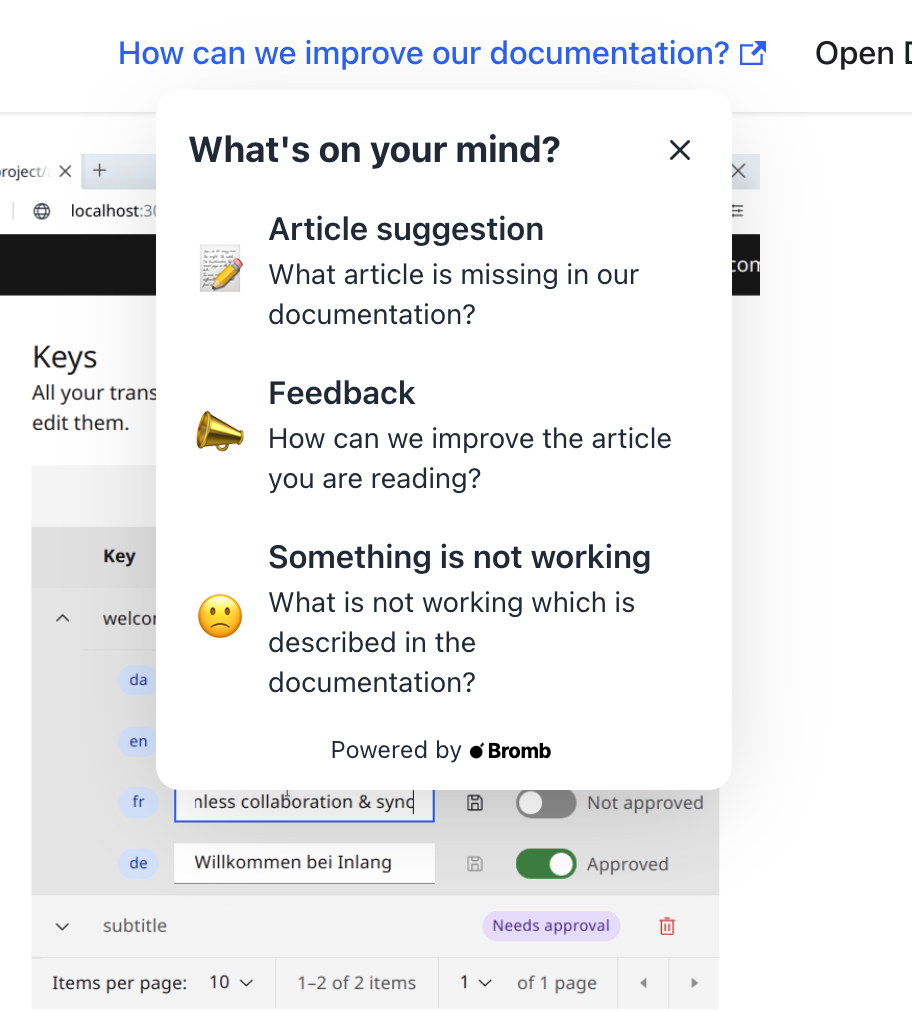 How can we improve our documentation?
Open
What's on your mind?
Article suggestion
What article is missing in our
documentation?
Feedback
How can we improve the article
you are reading?
Something is not working
What is not working which is
described in the
documentation?
Powered by Bromb
roject/
localhost:30
com
Keys
All your trans
edit them.
Key
welcom
da
en
fr nless collaboration & sync Not approved
de Willkommen bei Inlang Approved
subtitle Needs approval
Items per page: 10 1–2 of 2 items 1 of 1 page